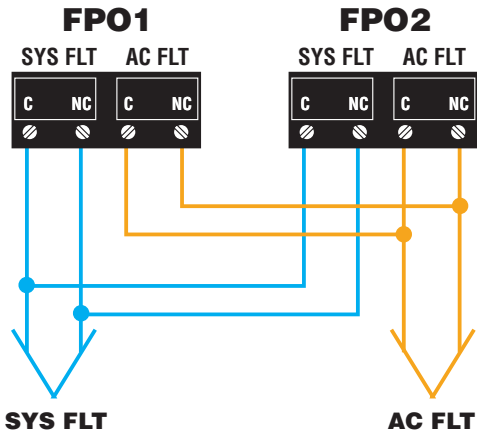 FPO1 FPO2
SYS FLT AC FLT SYS FLT AC FLT
C NC C NC C NC C NC
SYS FLT AC FLT